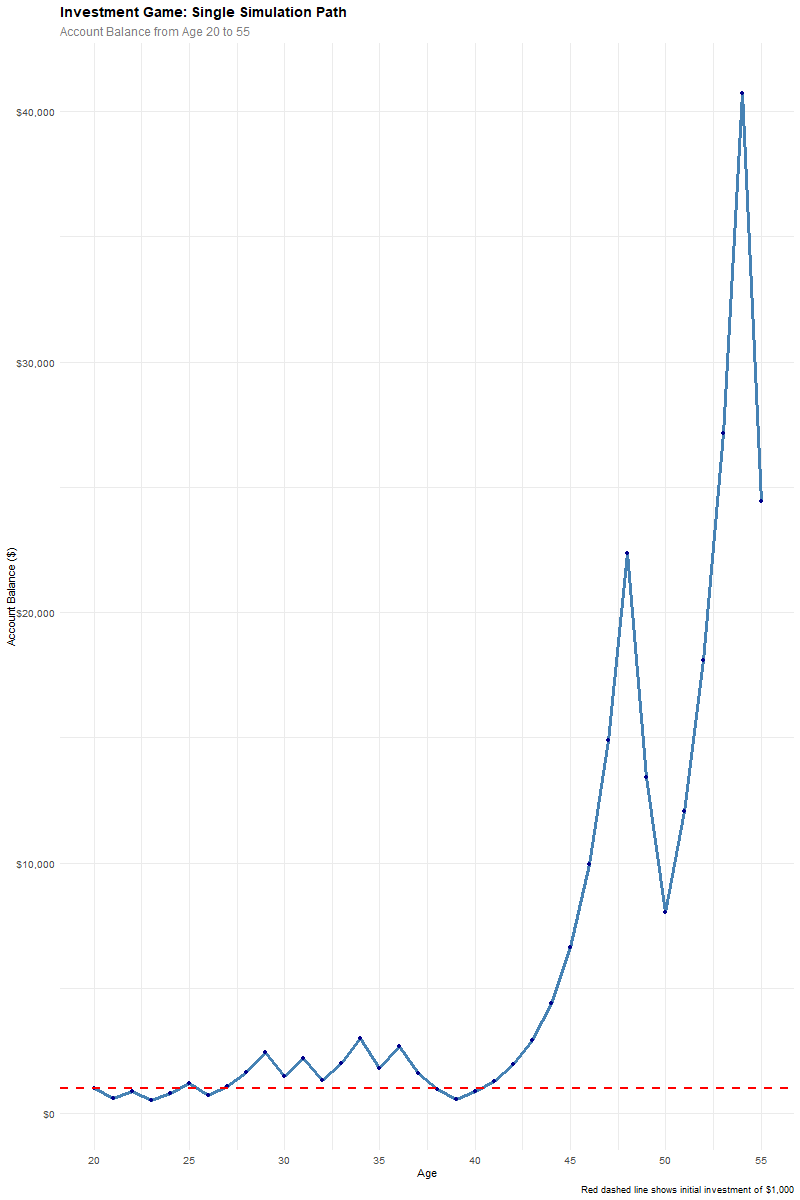 Investment Game: Single Simulation Path
Account Balance from Age 20 to 55
Account Balance ($)
$40,000
$30,000
$20,000
$10,000
$0
20 25 30 35 40 45 50 55
Age
Red dashed line shows initial investment of $1,000